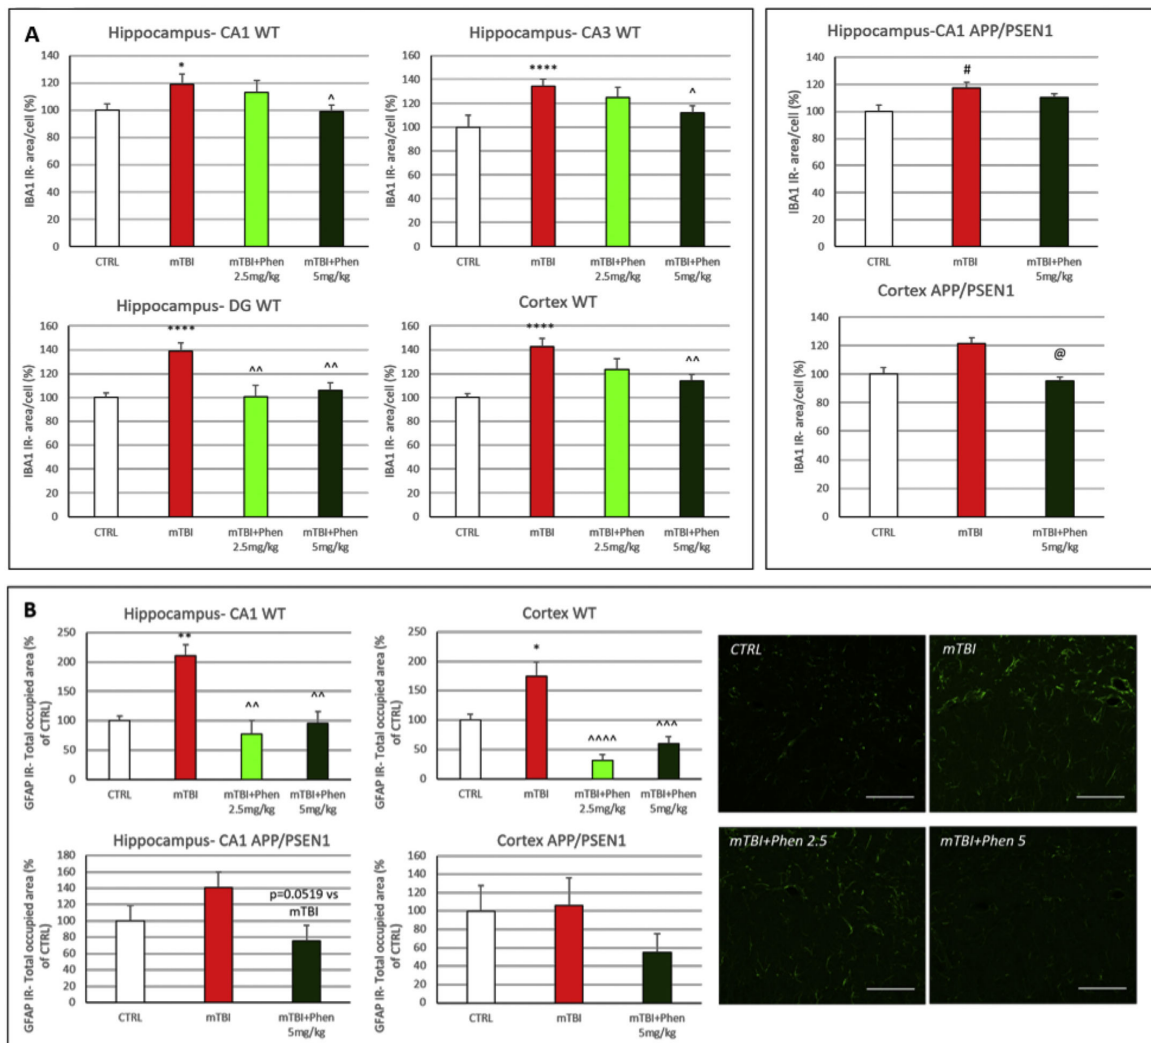 A
Hippocampus- CA1 WT
IBA1 IR- area/cell (%)
140
120
100
80
60
40
20
0
*
^
CTRL
mTBI
mTBI+Phen
2.5mg/kg
mTBI+Phen
5mg/kg
Hippocampus- CA3 WT
IBA1 IR- area/cell (%)
160
140
120
100
80
60
40
20
0
****
^
CTRL
mTBI
mTBI+Phen
2.5mg/kg
mTBI+Phen
5mg/kg
Hippocampus-CA1 APP/PSEN1
IBA1 IR- area/cell (%)
140
120
100
80
60
40
20
0
#
CTRL
mTBI
mTBI+Phen
5mg/kg
Hippocampus- DG WT
IBA1 IR- area/cell (%)
160
140
120
100
80
60
40
20
0
****
^^
^^
CTRL
mTBI
mTBI+Phen
2.5mg/kg
mTBI+Phen
5mg/kg
Cortex WT
IBA1 IR- area/cell (%)
160
140
120
100
80
60
40
20
0
****
^^
CTRL
mTBI
mTBI+Phen
2.5mg/kg
mTBI+Phen
5mg/kg
Cortex APP/PSEN1
IBA1 IR- area/cell (%)
140
120
100
80
60
40
20
0
@
CTRL
mTBI
mTBI+Phen
5mg/kg
B
Hippocampus- CA1 WT
GFAP IR- Total occupied area (%
of CTRL)
250
200
150
100
50
0
**
^^
^^
CTRL
mTBI
mTBI+Phen
2.5mg/kg
mTBI+Phen
5mg/kg
Cortex WT
GFAP IR- Total occupied area (%
of CTRL)
250
200
150
100
50
0
*
^^^^
^^^
CTRL
mTBI
mTBI+Phen
2.5mg/kg
mTBI+Phen
5mg/kg
CTRL
mTBI
mTBI+Phen 2.5
mTBI+Phen 5
Hippocampus- CA1 APP/PSEN1
GFAP IR- Total occupied area (%
of CTRL)
180
160
140
120
100
80
60
40
20
0
p=0.0519 vs
mTBI
CTRL
mTBI
mTBI+Phen
5mg/kg
Cortex APP/PSEN1
GFAP IR- Total occupied area (%
of CTRL)
160
140
120
100
80
60
40
20
0
CTRL
mTBI
mTBI+Phen
5mg/kg